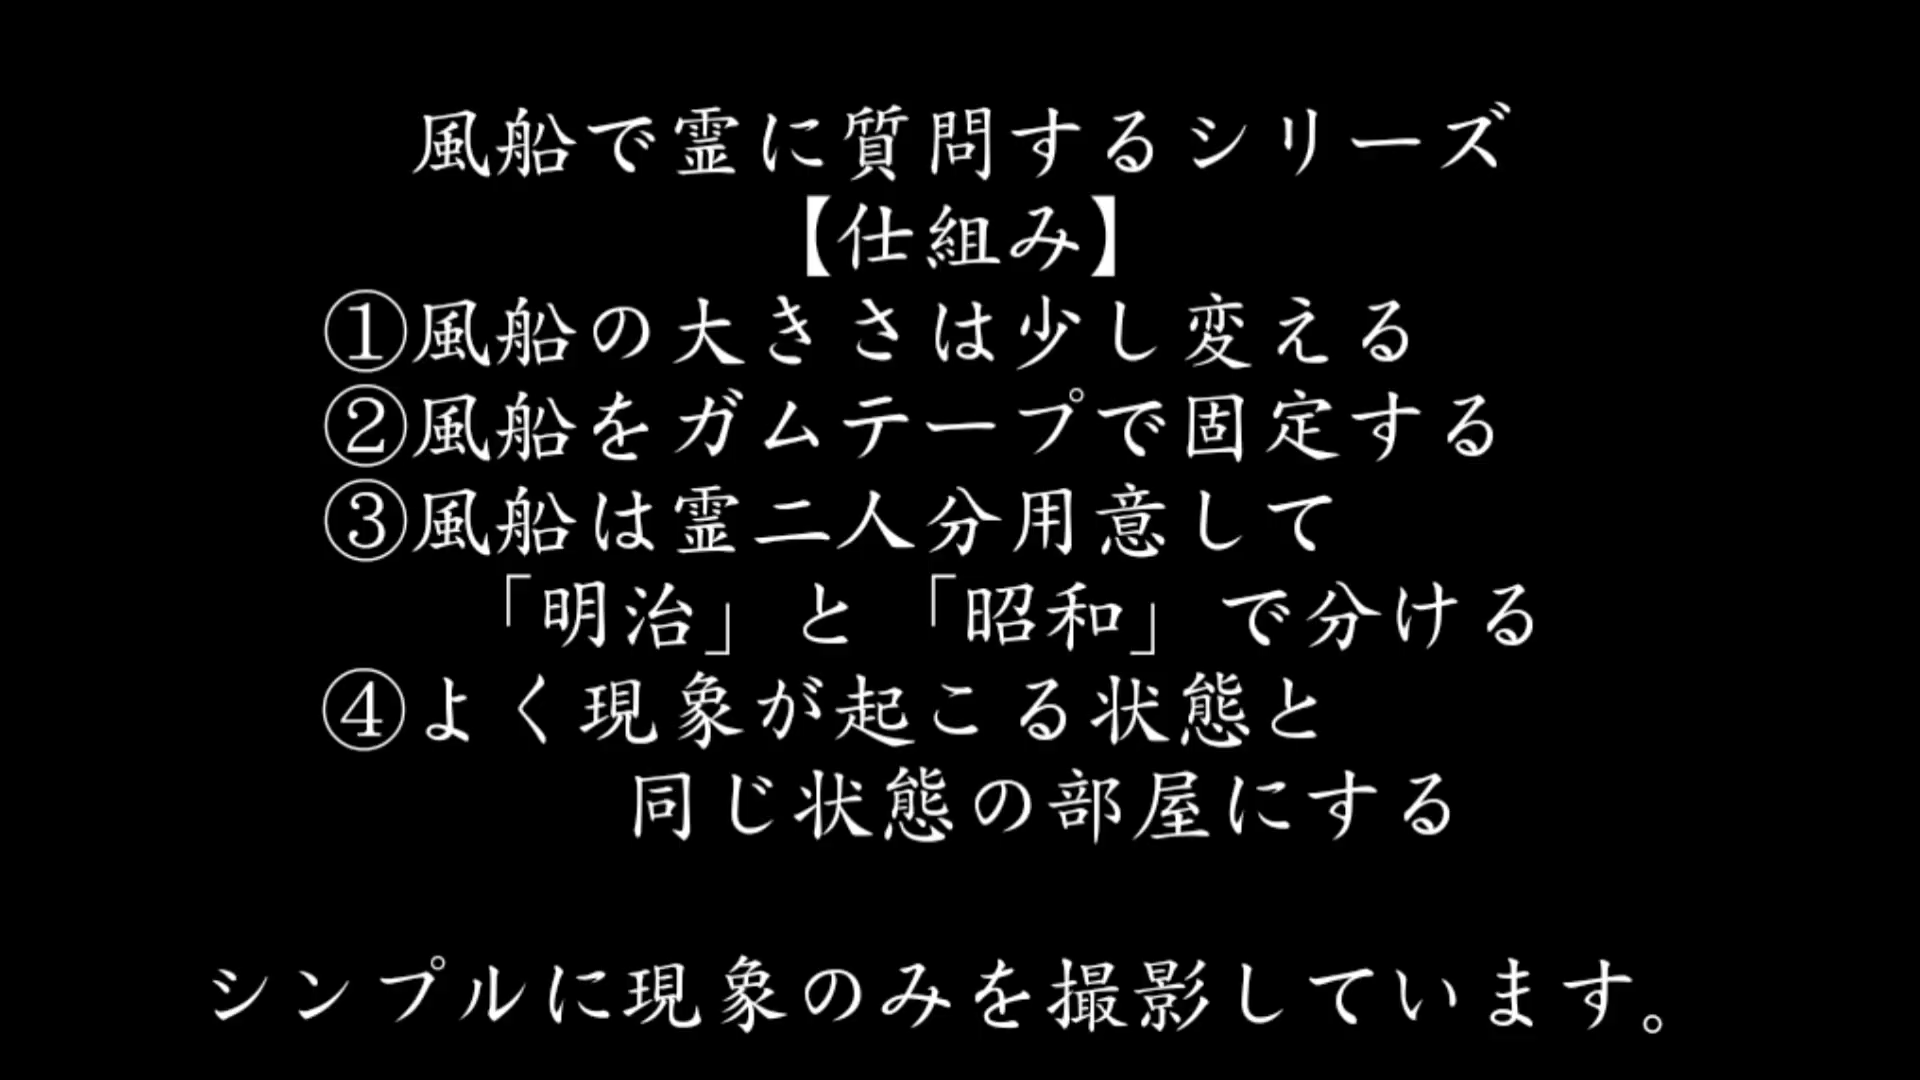 風船で霊に質問するシリーズ
【仕組み】
①風船の大きさは少し変える
②風船をガムテープで固定する
③風船は霊二人分用意して
「明治」と「昭和」で分ける
④よく現象が起こる状態と
同じ状態の部屋にする
シンプルに現象のみを撮影しています。